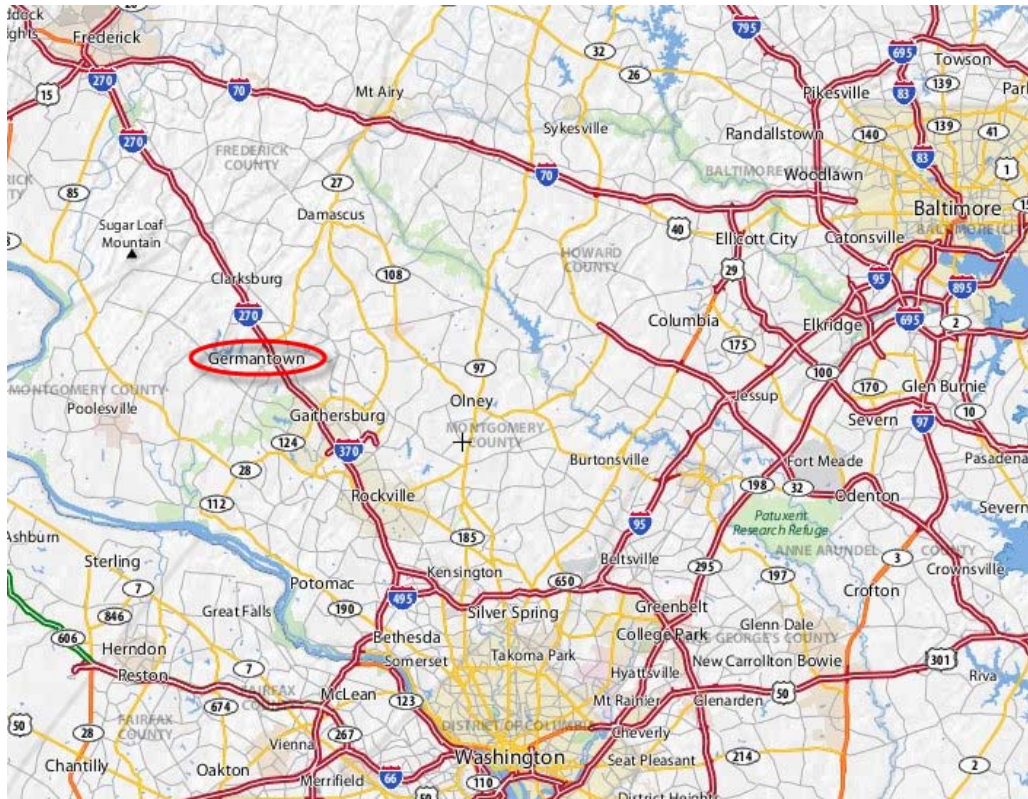 26
795
32
695
Towson
Frederick
26
139
270
15
70
Mt Airy
Pikesville
83
Sykesville
Randallstown
140
139
41
270
FREDERICK
COUNTY
83
1
70
BALTIMORE
Woodlawn
27
85
Damascus
Baltimore
Sugar Loaf
Mountain
40
Ellicott City
Catonsville
HOWARD
COUNTY
108
29
95
895
Clarksburg
270
Columbia
Elkridge
695
2
175
Germantown
97
100
170
Glen Burnie
MONTGOMERY COUNTY
Poolesville
Olney
Jessup
10
Gaithersburg
MONTGOMERY
COUNTY
Severn
97
124
370
Burtonsville
Fort Meade
Pasadena
28
198
32
Odenton
112
Rockville
Patuxent
Research Refuge
95
Ashburn
185
ANNE ARUNDEL
COUNTY
Sterling
Beltsville
3
7
Kensington
295
Crownsville
Potomac
650
197
Crofton
846
Great Falls
190
495
Silver Spring
Greenbelt
606
Bethesda
College Park
Glenn Dale
GEORGE'S COUNTY
Herndon
7
Somerset
Takoma Park
New Carrollton
Bowie
301
Reston
Hyattsville
Riva
FAIRFAX
COUNTY
McLean
123
Mt Rainier
Glenarden
50
674
50
28
FAIRFAX
COUNTY
267
DISTRICT OF COLUMBIA
Cheverly
Vienna
Washington
Seat Pleasant
214
2
Chantilly
Oakton
66
110
Merrifield
50
District Heights